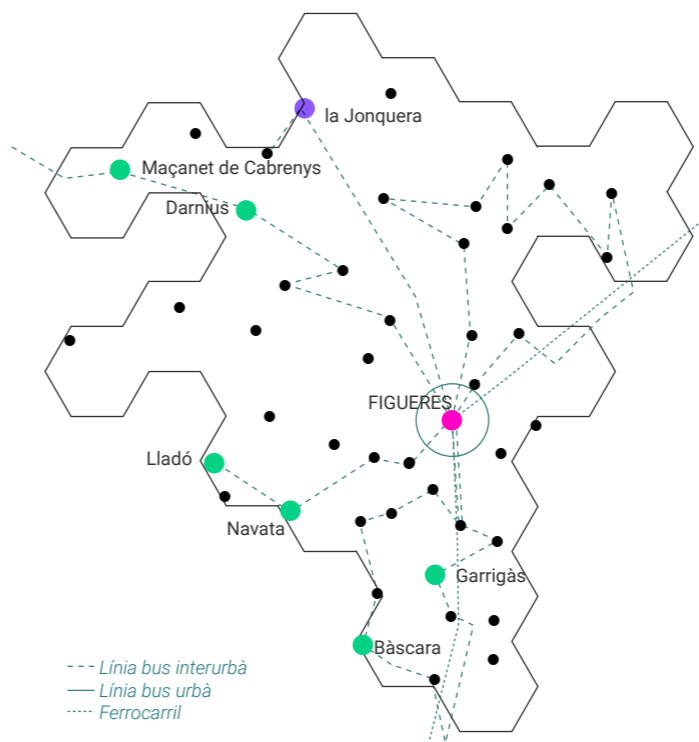 la Jonquera
Maçanet de Cabrenys
Darnius
FIGUERES
Lladó
Navata
Garrigàs
Bàscara
Línia bus interurbà
Línia bus urbà
Ferrocarril